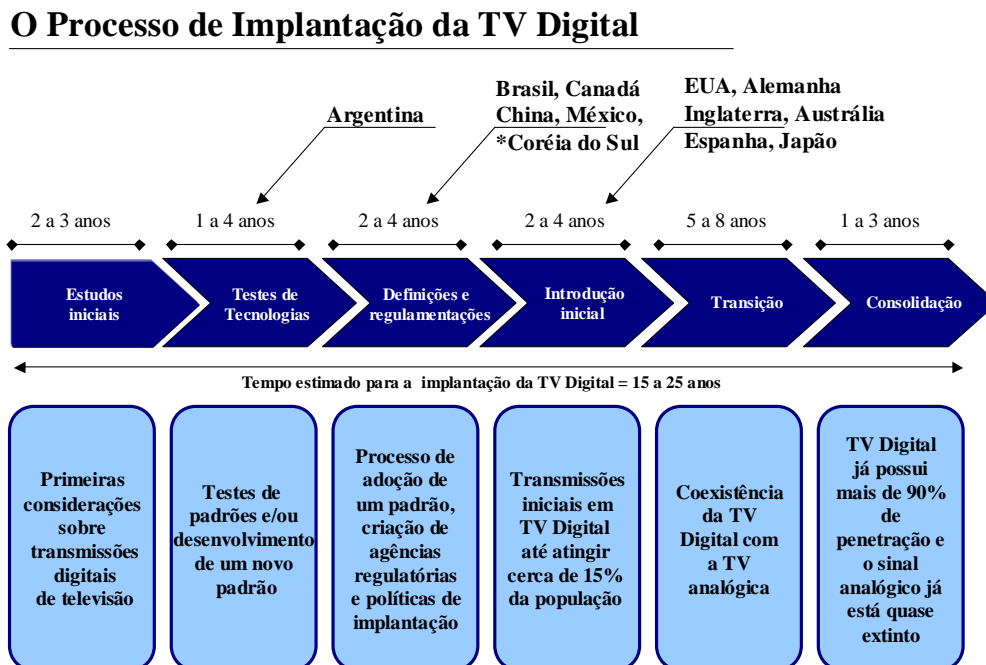 O Processo de Implantação da TV Digital
Argentina
Brasil, Canadá
China, México,
*Coréia do Sul
EUA, Alemanha
Inglaterra, Austrália
Espanha, Japão
2 a 3 anos
1 a 4 anos
2 a 4 anos
2 a 4 anos
5 a 8 anos
1 a 3 anos
Estudos
iniciais
Testes de
Tecnologias
Definições e
regulamentações
Introdução
inicial
Transição
Consolidação
Tempo estimado para a implantação da TV Digital = 15 a 25 anos
Primeiras
considerações
sobre
transmissões
digitais
de televisão
Testes de
padrões e/ou
desenvolvimento
de um novo
padrão
Processo de
adoção de
um padrão,
criação de
agências
regulatórias
e políticas de
implantação
Transmissões
iniciais em
TV Digital
até atingir
cerca de 15%
da população
Coexistência
da TV
Digital com
a TV
analógica
TV Digital
já possui
mais de 90%
de
penetração e
o sinal
analógico já
está quase
extinto